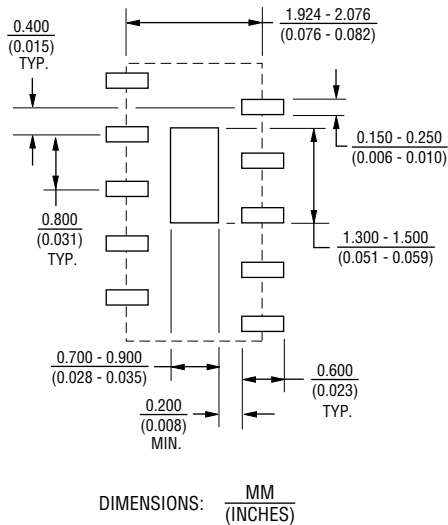 1.924 - 2.076
(0.076 - 0.082)
0.400
(0.015)
TYP.
0.150 - 0.250
(0.006 - 0.010)
0.800
(0.031)
TYP.
1.300 - 1.500
(0.051 - 0.059)
0.700 - 0.900
(0.028 - 0.035)
0.600
(0.023)
TYP.
0.200
(0.008)
MIN.
DIMENSIONS: MM
(INCHES)